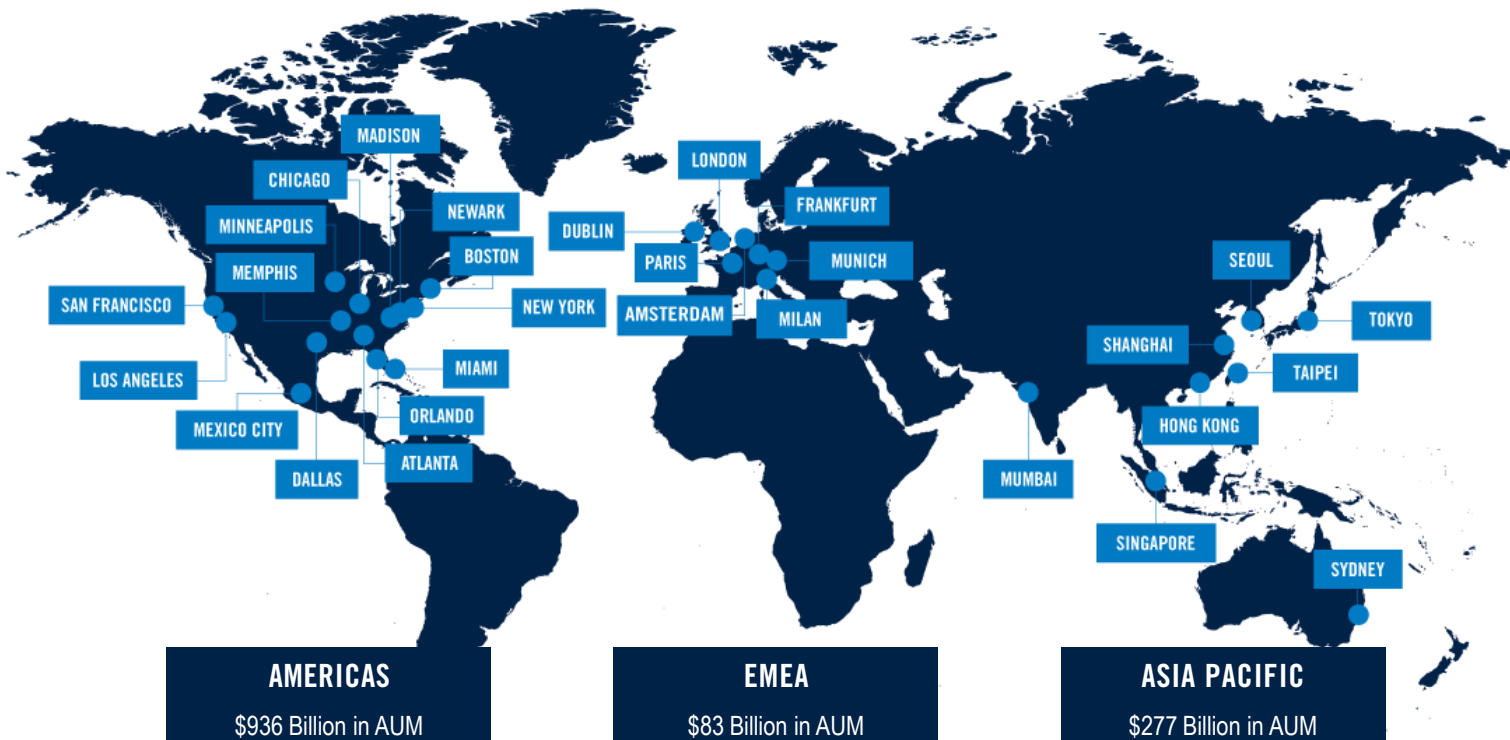 MADISON
CHICAGO
NEWARK
MINNEAPOLIS
BOSTON
MEMPHIS
SAN FRANCISCO
NEW YORK
LOS ANGELES
MIAMI
ORLANDO
MEXICO CITY
ATLANTA
DALLAS
LONDON
FRANKFURT
DUBLIN
PARIS
MUNICH
AMSTERDAM
MILAN
SEOUL
TOKYO
SHANGHAI
TAIPEI
HONG KONG
MUMBAI
SINGAPORE
SYDNEY
AMERICAS
$936 Billion in AUM
EMEA
$83 Billion in AUM
ASIA PACIFIC
$277 Billion in AUM